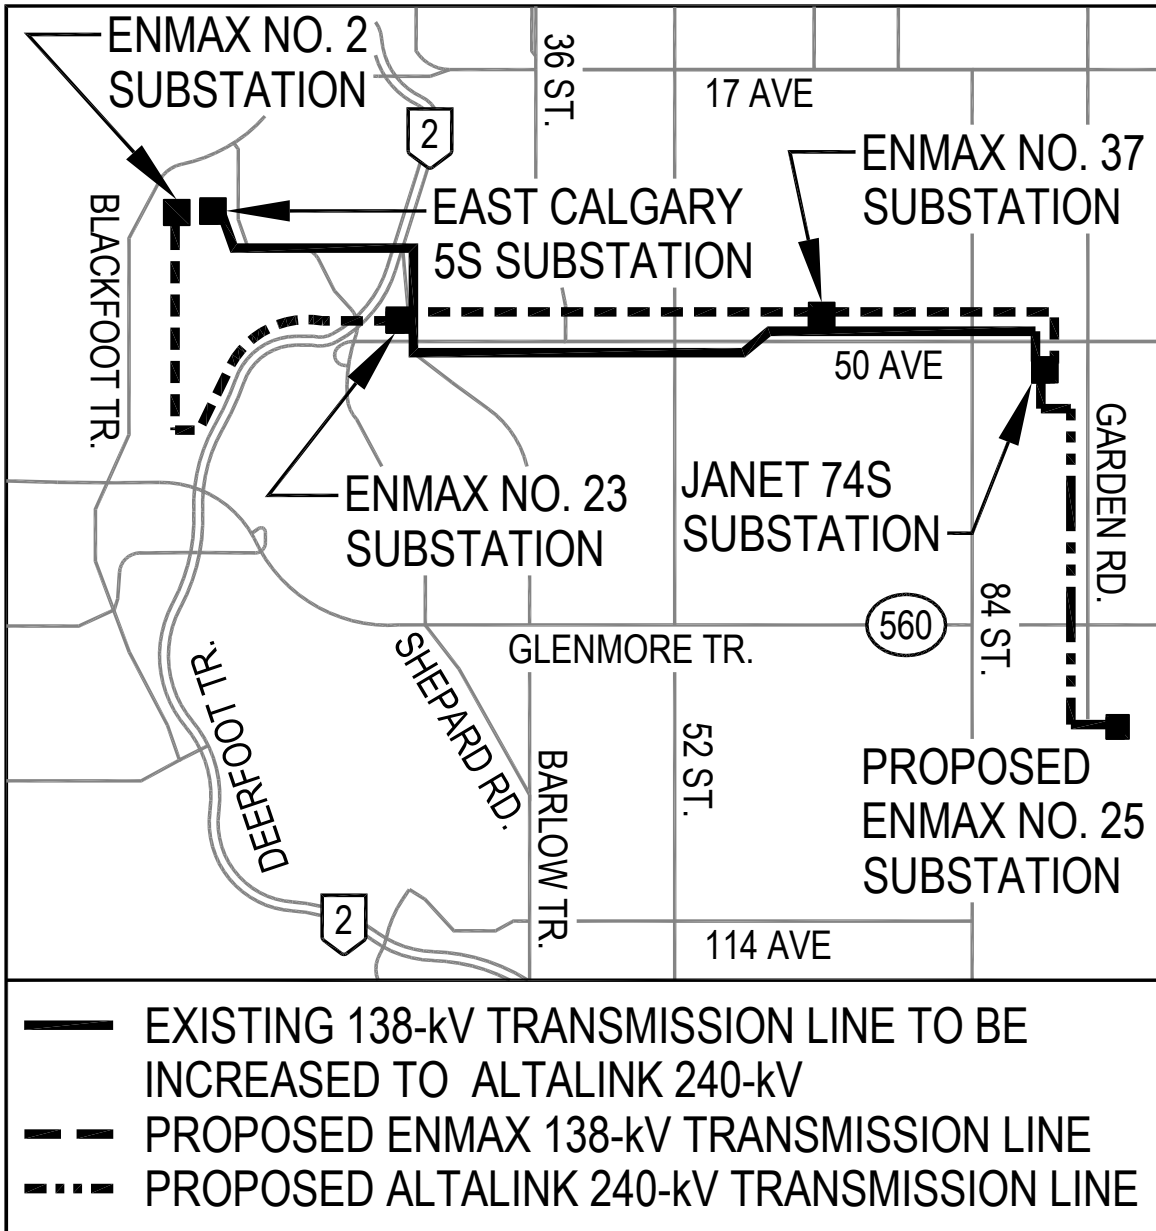 ENMAX NO. 2
SUBSTATION
36 ST.
17 AVE
2
ENMAX NO. 37
SUBSTATION
BLACKFOOT TR.
EAST CALGARY
5S SUBSTATION
50 AVE
GARDEN RD.
ENMAX NO. 23
SUBSTATION
JANET 74S
SUBSTATION
84 ST.
560
GLENMORE TR.
SHEPARD RD.
DEERFOOT TR.
52 ST.
BARLOW TR.
PROPOSED
ENMAX NO. 25
SUBSTATION
2
114 AVE
EXISTING 138-kV TRANSMISSION LINE TO BE
INCREASED TO ALTALINK 240-kV
PROPOSED ENMAX 138-kV TRANSMISSION LINE
PROPOSED ALTALINK 240-kV TRANSMISSION LINE